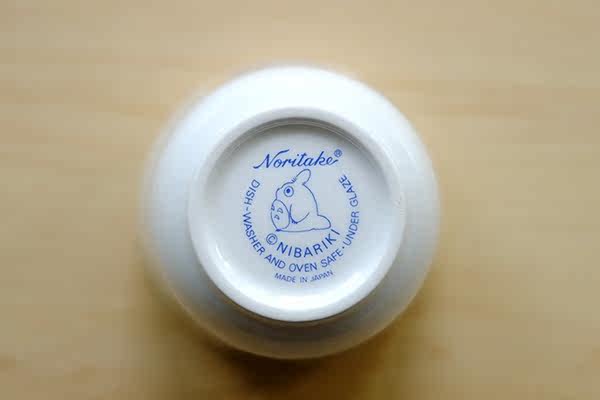 Noritake®
© NIBARIKI
DISH-WASHER AND OVEN SAFE·UNDER GLAZE
MADE IN JAPAN